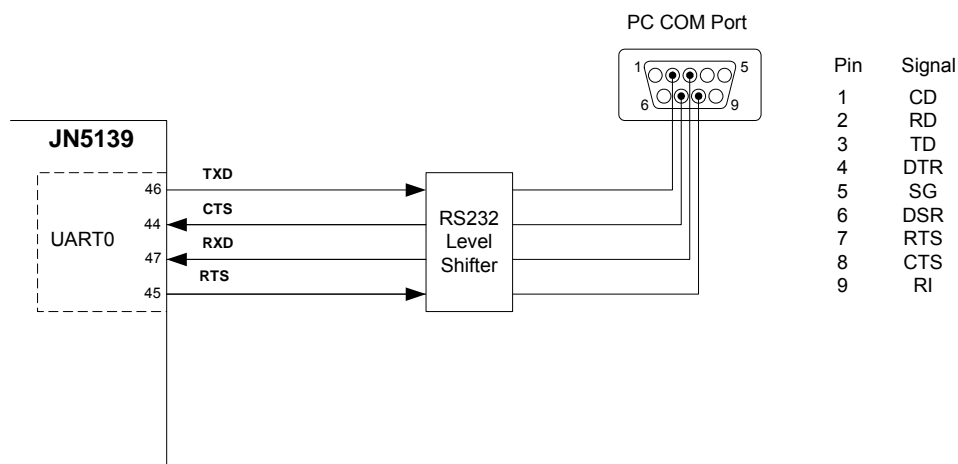 PC COM Port
1
5
6
9
Pin Signal
1 CD
2 RD
3 TD
4 DTR
5 SG
6 DSR
7 RTS
8 CTS
9 RI
JN5139
UART0
46
TXD
44
CTS
47
RXD
45
RTS
RS232
Level
Shifter